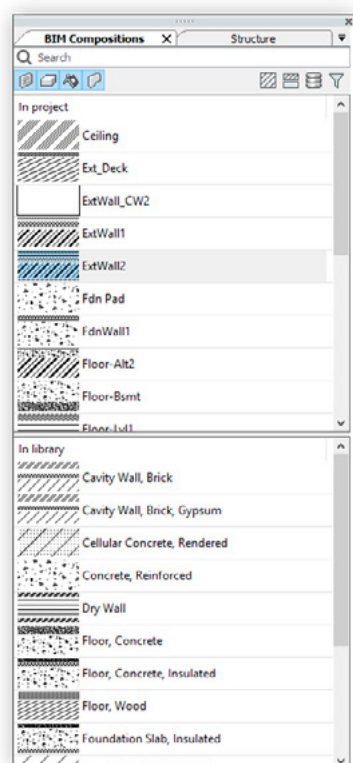 BIM Compositions X Structure
Search
In project
Ceiling
Ext_Deck
ExtWall_CW2
ExtWall1
ExtWall2
Fdn Pad
FdnWall1
Floor-Alt2
Floor-Bsmt
Floor-Lvl1
In library
Cavity Wall, Brick
Cavity Wall, Brick, Gypsum
Cellular Concrete, Rendered
Concrete, Reinforced
Dry Wall
Floor, Concrete
Floor, Concrete, Insulated
Floor, Wood
Foundation Slab, Insulated